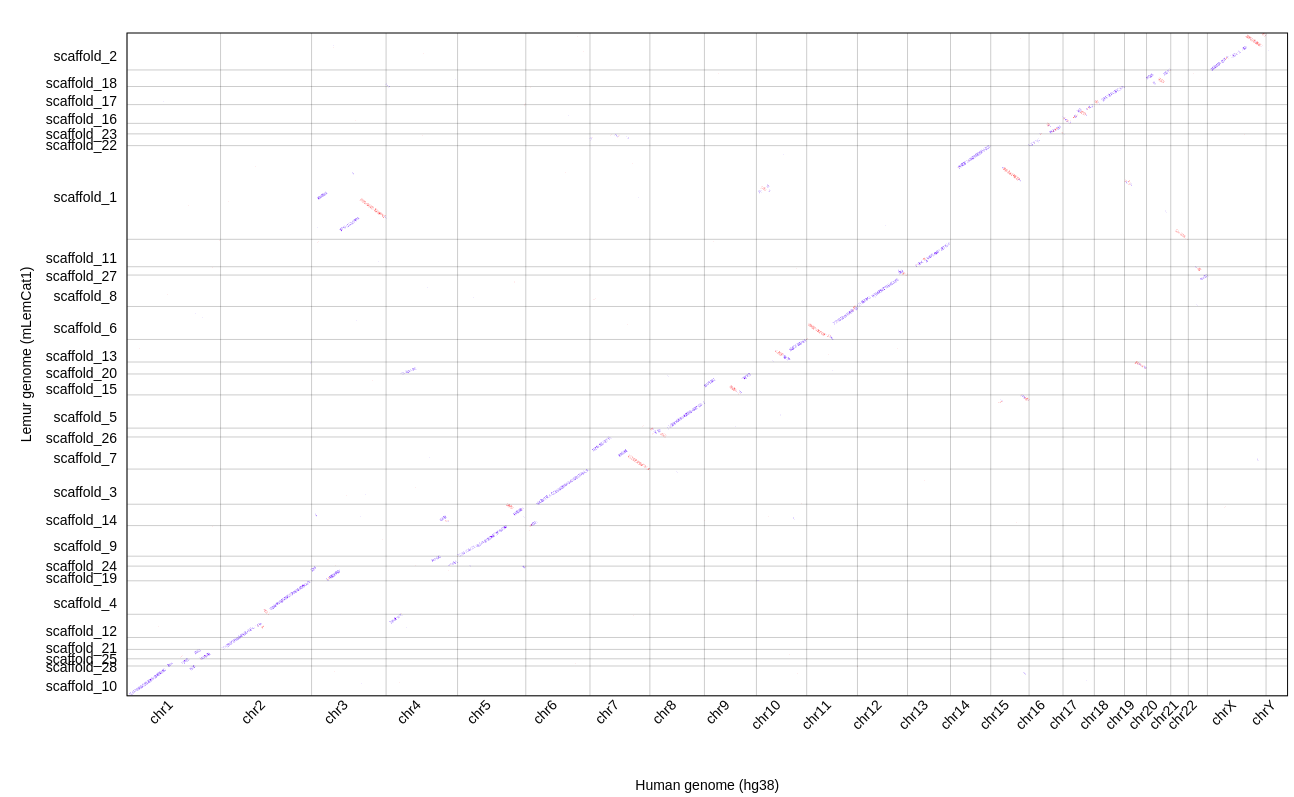 scaffold_2
scaffold_18
scaffold_17
scaffold_16
scaffold_23
scaffold_22
scaffold_1
scaffold_11
scaffold_27
scaffold_8
scaffold_6
scaffold_13
scaffold_20
scaffold_15
scaffold_5
scaffold_26
scaffold_7
scaffold_3
scaffold_14
scaffold_9
scaffold_24
scaffold_19
scaffold_4
scaffold_12
scaffold_21
scaffold_25
scaffold_28
scaffold_10
Lemur genome (mLemCat1)
chr1 chr2 chr3 chr4 chr5 chr6 chr7 chr8 chr9 chr10 chr11 chr12 chr13 chr14 chr15 chr16 chr17 chr18 chr19 chr20 chr21 chr22 chrX chrY
Human genome (hg38)